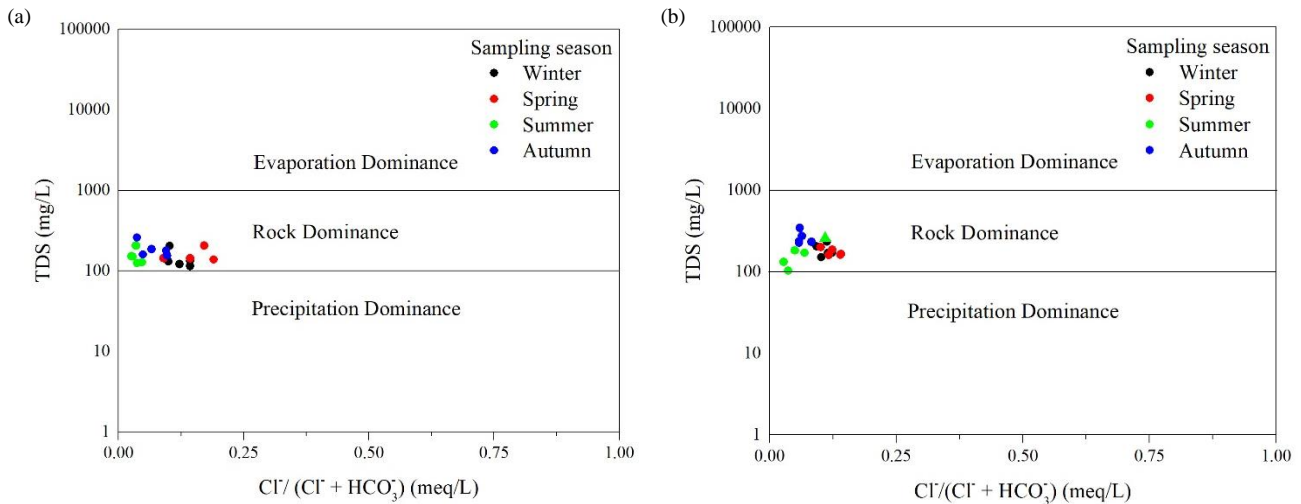 (a)
100000
10000
1000
100
10
1
TDS (mg/L)
Sampling season
Winter
Spring
Summer
Autumn
Evaporation Dominance
Rock Dominance
Precipitation Dominance
0.00 0.25 0.50 0.75 1.00
Cl⁻/ (Cl⁻ + HCO₃⁻) (meq/L)
(b)
100000
10000
1000
100
10
1
TDS (mg/L)
Sampling season
Winter
Spring
Summer
Autumn
Evaporation Dominance
Rock Dominance
Precipitation Dominance
0.00 0.25 0.50 0.75 1.00
Cl⁻/(Cl⁻ + HCO₃⁻) (meq/L)